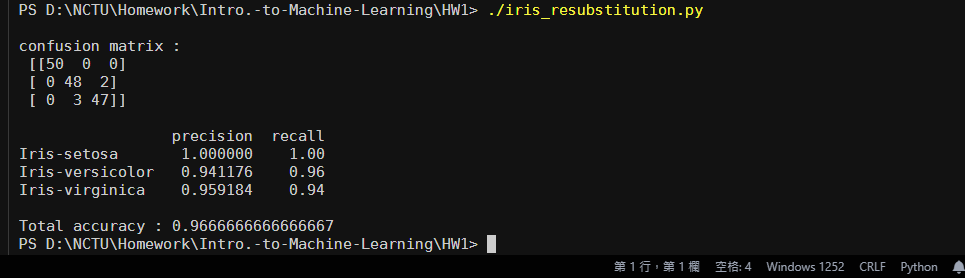 PS D:\NCTU\Homework\Intro.-to-Machine-Learning\HW1> ./iris_resubstitution.py
confusion matrix :
[[50 0 0]
[ 0 48 2]
[ 0 3 47]]
precision recall
Iris-setosa 1.000000 1.00
Iris-versicolor 0.941176 0.96
Iris-virginica 0.959184 0.94
Total accuracy : 0.9666666666666667
PS D:\NCTU\Homework\Intro.-to-Machine-Learning\HW1>
第 1 行，第 1 欄 空格: 4 Windows 1252 CRLF Python